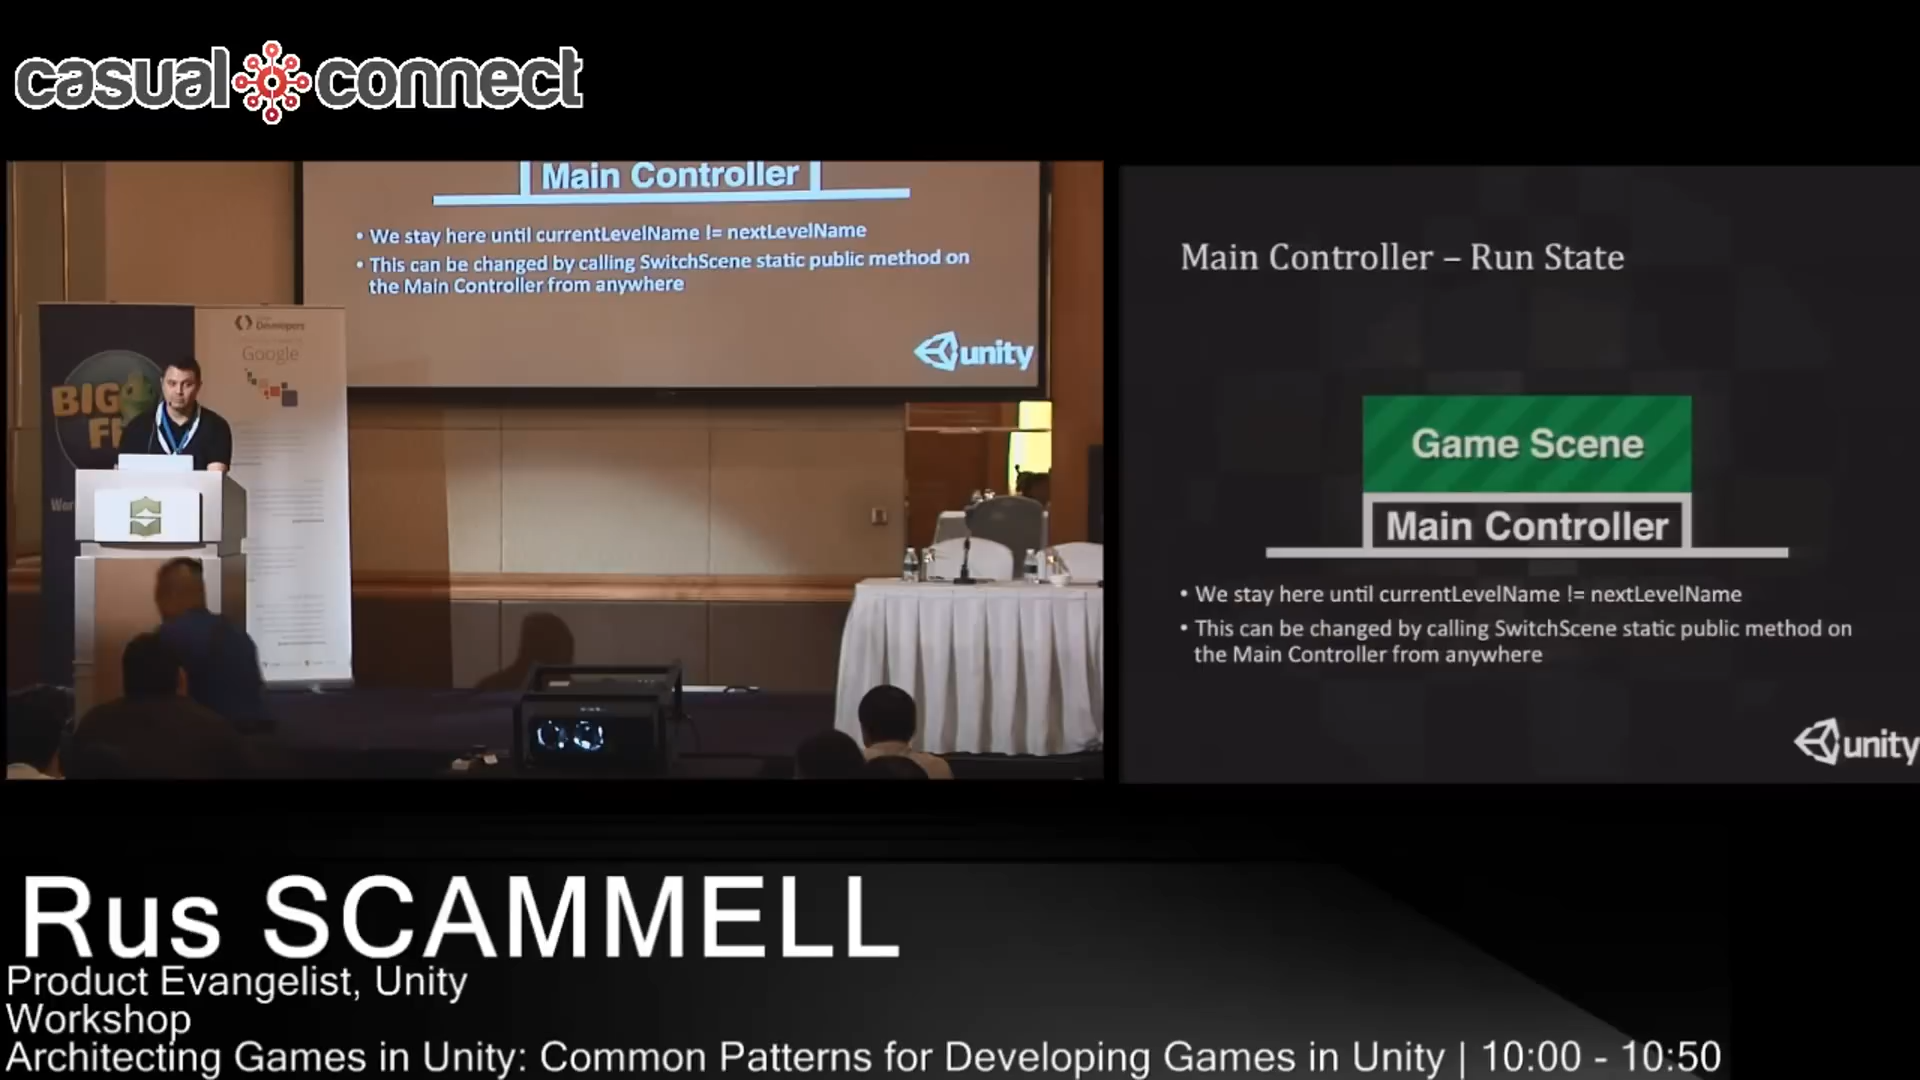 casual connect
Main Controller
• We stay here until currentLevelName != nextLevelName
• This can be changed by calling SwitchScene static public method on
the Main Controller from anywhere
unity
Developers
Google
BIG
Main Controller – Run State
Game Scene
Main Controller
• We stay here until currentLevelName != nextLevelName
• This can be changed by calling SwitchScene static public method on
the Main Controller from anywhere
unity
Rus SCAMMELL
Product Evangelist, Unity
Workshop
Architecting Games in Unity: Common Patterns for Developing Games in Unity | 10:00 - 10:50